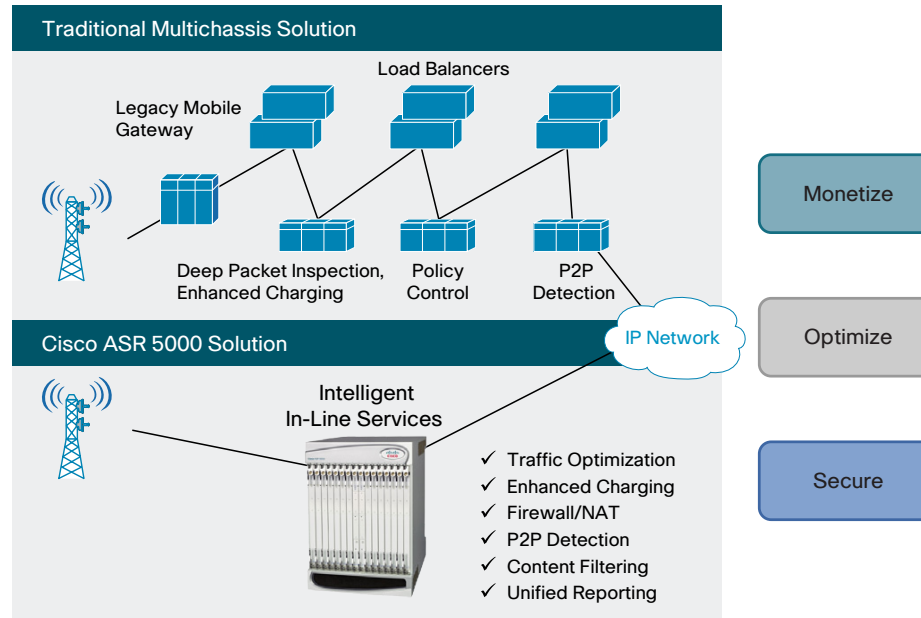 Traditional Multichassis Solution
Load Balancers
Legacy Mobile
Gateway
Deep Packet Inspection,
Enhanced Charging
Policy
Control
P2P
Detection
IP Network
Cisco ASR 5000 Solution
Intelligent
In-Line Services
✓ Traffic Optimization
✓ Enhanced Charging
✓ Firewall/NAT
✓ P2P Detection
✓ Content Filtering
✓ Unified Reporting
Monetize
Optimize
Secure